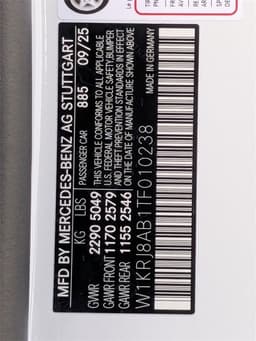 MFD BY MERCEDES-BENZ AG STUTTGART
PASSENGER CAR 885 09/25
KG LBS
GVWR 2290 5049
GAWR FRONT 1170 2579
GAWR REAR 1155 2546
THIS VEHICLE CONFORMS TO ALL APPLICABLE
U.S. FEDERAL MOTOR VEHICLE SAFETY, BUMPER
AND THEFT PREVENTION STANDARDS IN EFFECT
ON THE DATE OF MANUFACTURE SHOWN ABOVE
W1KRJ8AB1TF010238
MADE IN GERMANY